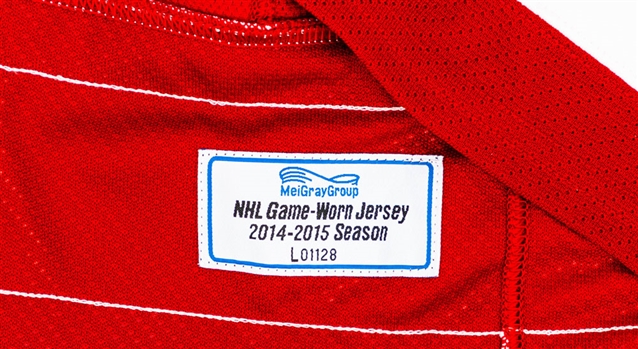 MeiGrayGroup
NHL Game-Worn Jersey
2014-2015 Season
L01128